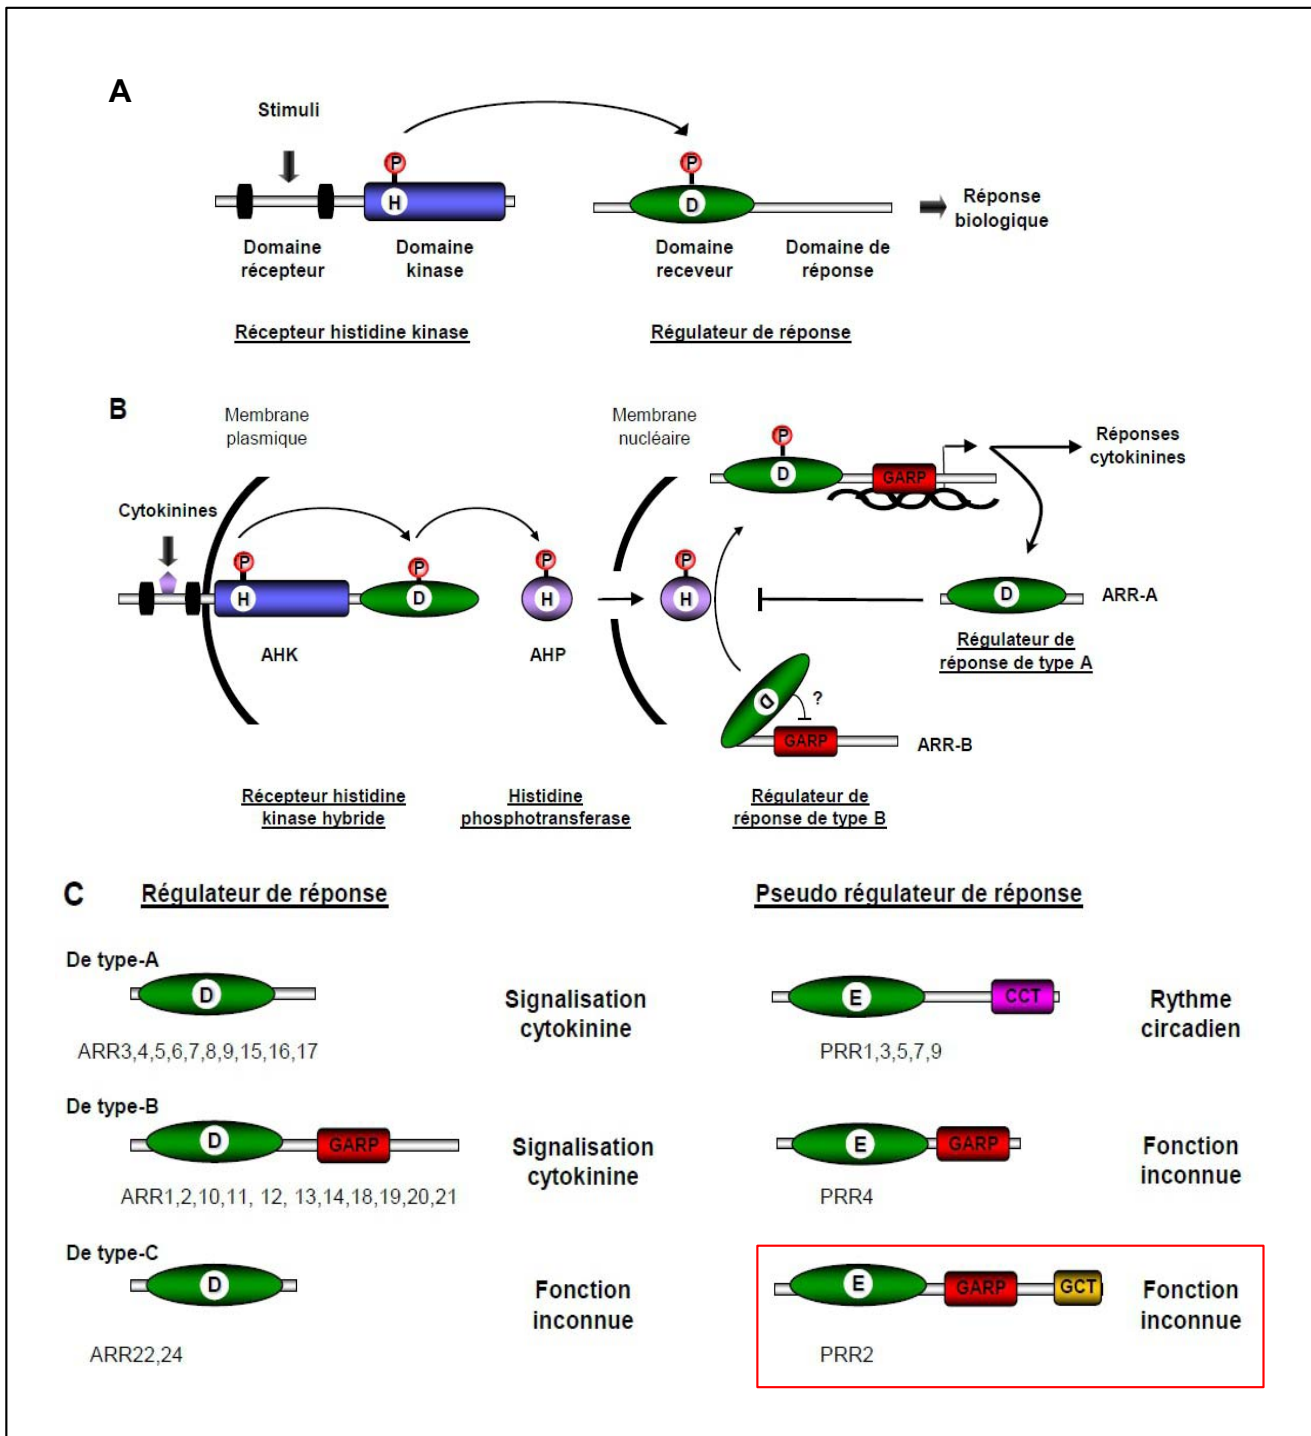 A
Stimuli
P
P
H
D
Réponse
biologique
Domaine
récepteur
Domaine
kinase
Domaine
receveur
Domaine de
réponse
Récepteur histidine kinase
Régulateur de réponse
B
Membrane
plasmique
Membrane
nucléaire
P
D
GARP
Réponses
cytokinines
Cytokinines
P
P
P
P
H
D
H
H
D
ARR-A
AHK
AHP
Régulateur de
réponse de type A
D
?
GARP
ARR-B
Récepteur histidine
kinase hybride
Histidine
phosphotransferase
Régulateur de
réponse de type B
C
Régulateur de réponse
Pseudo régulateur de réponse
De type-A
D
Signalisation
cytokinine
E
CCT
Rythme
circadien
ARR3,4,5,6,7,8,9,15,16,17
PRR1,3,5,7,9
De type-B
D
GARP
Signalisation
cytokinine
E
GARP
Fonction
inconnue
ARR1,2,10,11, 12, 13,14,18,19,20,21
PRR4
De type-C
D
Fonction
inconnue
E
GARP
GCT
Fonction
inconnue
ARR22,24
PRR2